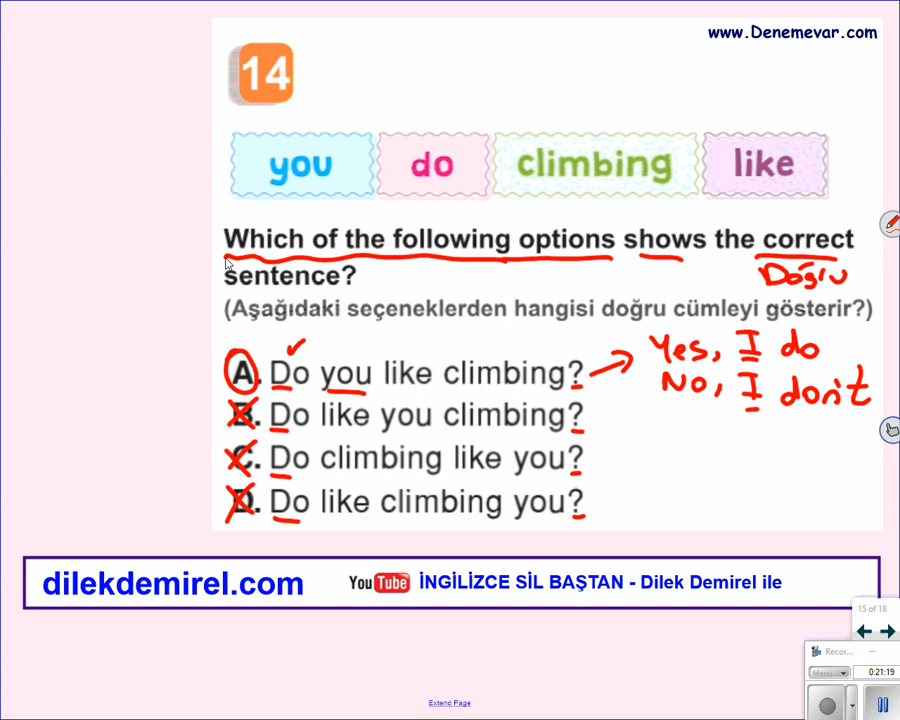 www.Denemevar.com
14
you do climbing like
Which of the following options shows the correct
Doğru
sentence?
(Aşağıdaki seçeneklerden hangisi doğru cümleyi gösterir?)
A. Do you like climbing?
Yes, I do
No, I don't
B. Do like you climbing?
C. Do climbing like you?
D. Do like climbing you?
dilekdemirel.com YouTube İNGİLİZCE SİL BAŞTAN - Dilek Demirel ile
15 of 18
Recor...
Menu
0:21:19
Extend Page